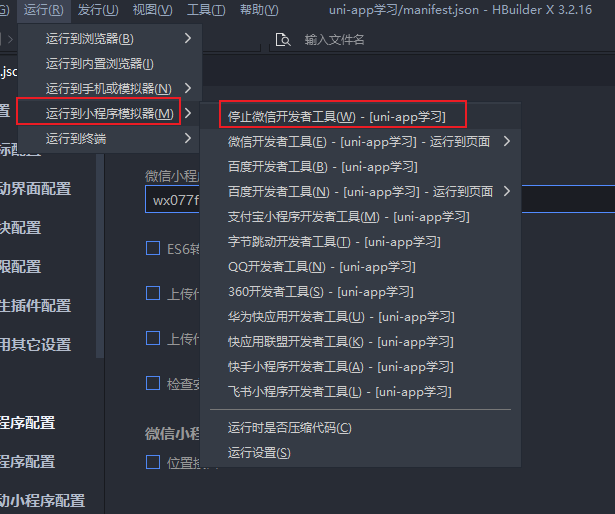 运行(R) 发行(U) 视图(V) 工具(T) 帮助(Y) uni-app学习/manifest.json - HBuilder X 3.2.16
输入文件名
运行到浏览器(B)
运行到内置浏览器(I)
运行到手机或模拟器(N)
运行到小程序模拟器(M)
运行到终端
停止微信开发者工具(W) - [uni-app学习]
微信开发者工具(E) - [uni-app学习] - 运行到页面
百度开发者工具(B) - [uni-app学习]
百度开发者工具(N) - [uni-app学习] - 运行到页面
支付宝小程序开发者工具(M) - [uni-app学习]
字节跳动开发者工具(T) - [uni-app学习]
QQ开发者工具(N) - [uni-app学习]
360开发者工具(S) - [uni-app学习]
华为快应用开发者工具(U) - [uni-app学习]
快应用联盟开发者工具(K) - [uni-app学习]
快手小程序开发者工具(A) - [uni-app学习]
飞书小程序开发者工具(L) - [uni-app学习]
运行时是否压缩代码(C)
运行设置(S)
.jsc
置
标配置
动界面配置
块配置
限配置
生插件配置
用其它设置
程序配置
程序配置
动小程序配置
微信小程
wx077f
ES6转
上传代
上传代
检查安
微信小程
位置接